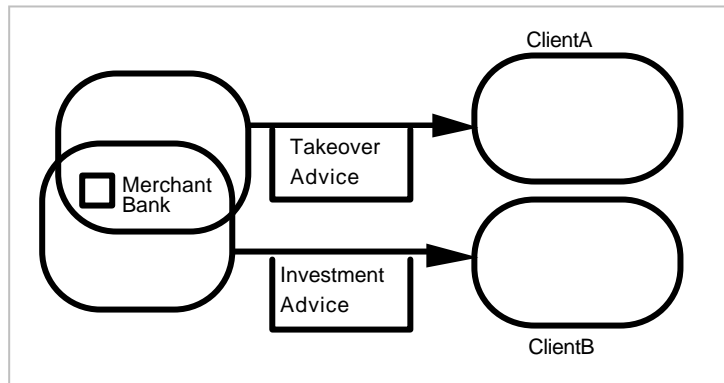 ClientA
Takeover
Advice
Merchant
Bank
Investment
Advice
ClientB